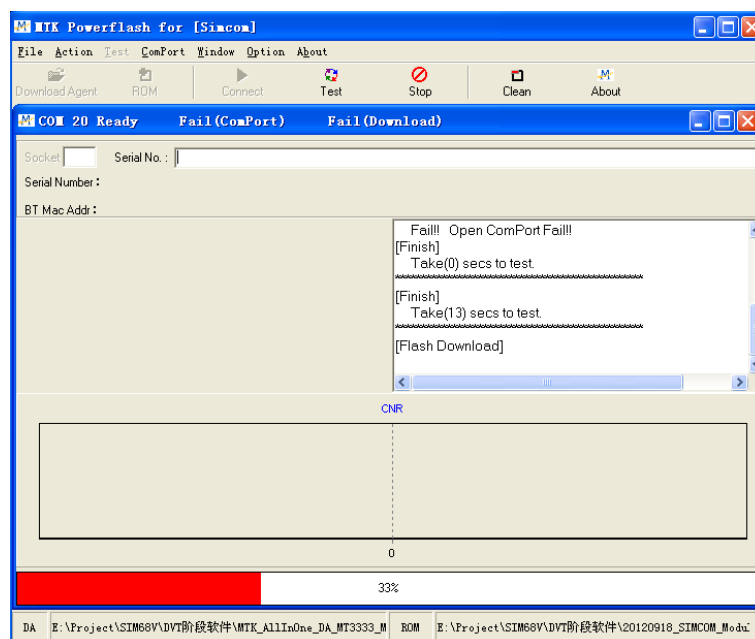 MTK Powerflash for [Simcom]
File Action Test ComPort Window Option About
Download Agent ROM Connect Test Stop Clean About
COM 20 Ready Fail(ComPort) Fail(Download)
Socket Serial No. :
Serial Number :
BT Mac Addr :
Fail!! Open ComPort Fail!!
[Finish]
Take(0) secs to test.
[Finish]
Take(13) secs to test.
[Flash Download]
CNR
0
33%
DA E:\Project\SIM68V\DVT阶段软件\MTK_AllInOne_DA_MT3333_M ROM E:\Project\SIM68V\DVT阶段软件\20120918_SIMCOM_Modu